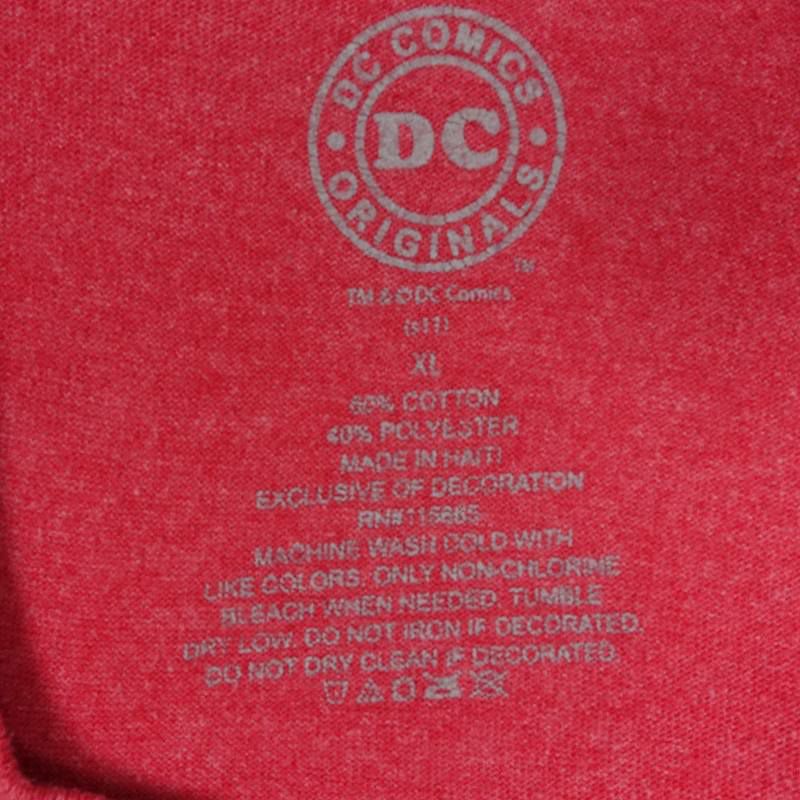 DC COMICS
DC
ORIGINALS
TM
TM & © DC Comics.
(s11)
XL
60% COTTON
40% POLYESTER
MADE IN HAITI
EXCLUSIVE OF DECORATION
MACHINE WASH COLD WITH
LIKE COLORS. ONLY NON-CHLORINE
BLEACH WHEN NEEDED. TUMBLE
DRY LOW. DO NOT IRON IF DECORATED.
DO NOT DRY CLEAN IF DECORATED.